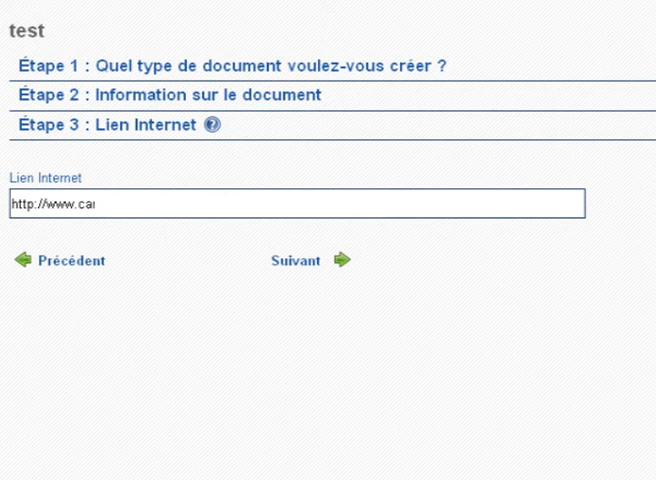 test
Étape 1 : Quel type de document voulez-vous créer ?
Étape 2 : Information sur le document
Étape 3 : Lien Internet
Lien Internet
http://www.ca
Précédent Suivant